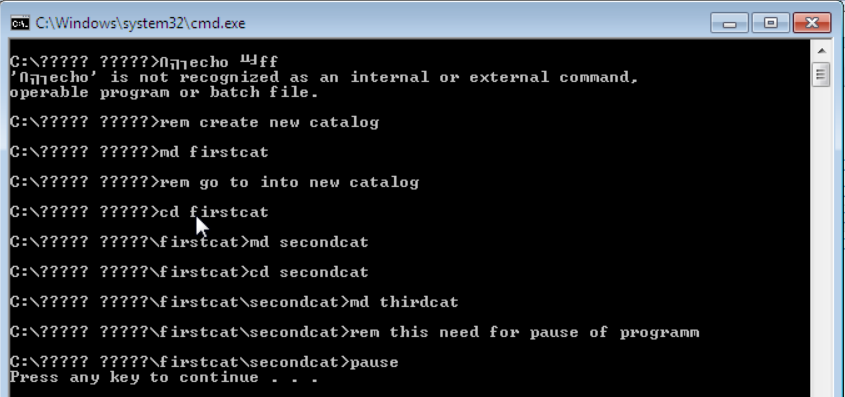 C:\Windows\system32\cmd.exe
C:\????? ?????>
is not recognized as an internal or external command,
operable program or batch file.
C:\????? ?????>rem create new catalog
C:\????? ?????>md firstcat
C:\????? ?????>rem go to into new catalog
C:\????? ?????>cd firstcat
C:\????? ?????\firstcat>md secondcat
C:\????? ?????\firstcat>cd secondcat
C:\????? ?????\firstcat\secondcat>md thirdcat
C:\????? ?????\firstcat\secondcat>rem this need for pause of programm
C:\????? ?????\firstcat\secondcat>pause
Press any key to continue . . .